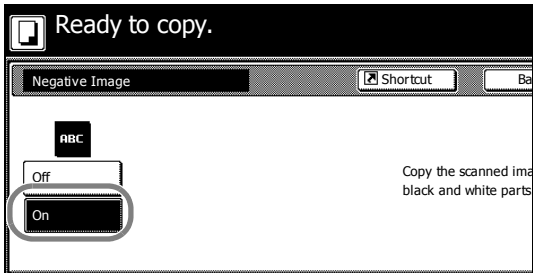 Ready to copy.
Negative Image
Shortcut
Ba
ABC
Off
Copy the scanned ima
black and white parts
On